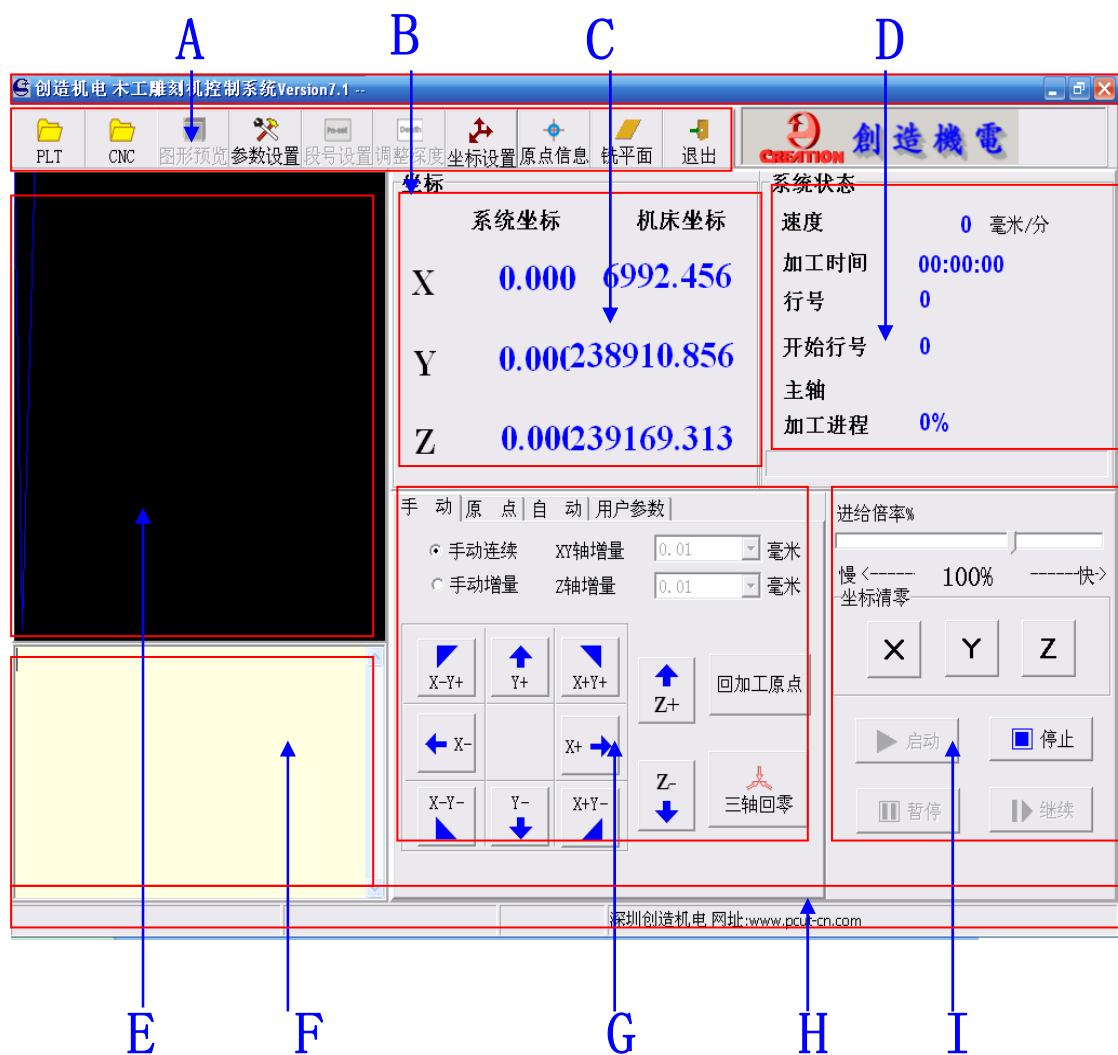 A B C D
创造机电 木工雕刻机控制系统Version7.1 --
PLT CNC 图形预览 参数设置 Pre-set 段号设置 Depth 调整深度 坐标设置 原点信息 铣平面 退出
CREATION 創造機電
坐标
系统坐标 机床坐标
X 0.000 6992.456
Y 0.000 238910.856
Z 0.000 239169.313
系统状态
速度 0 毫米/分
加工时间 00:00:00
行号 0
开始行号 0
主轴
加工进程 0%
手 动 原 点 自 动 用户参数
手动连续 XY轴增量 0.01 毫米
手动增量 Z轴增量 0.01 毫米
X-Y+ Y+ X+Y+
Z+ 回加工原点
X- X+
Z- 三轴回零
X-Y- Y- X+Y-
进给倍率%
慢<------ 100% ------快->
坐标清零
X Y Z
启动 停止
暂停 继续
深圳创造机电 网址:www.pcut-cn.com
E F G H I